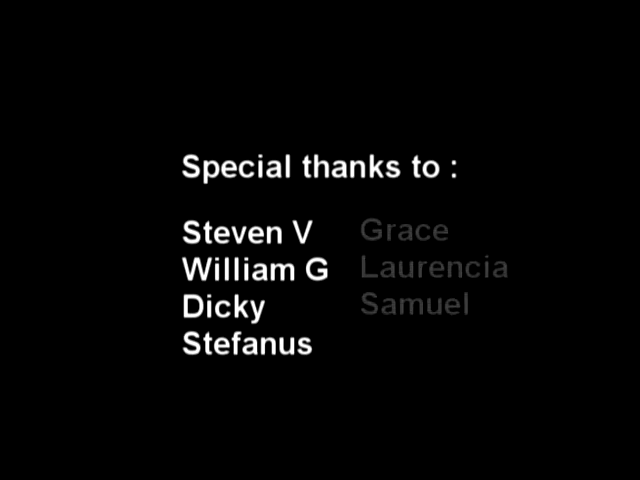 Special thanks to :
Steven V
William G
Dicky
Stefanus
Grace
Laurencia
Samuel